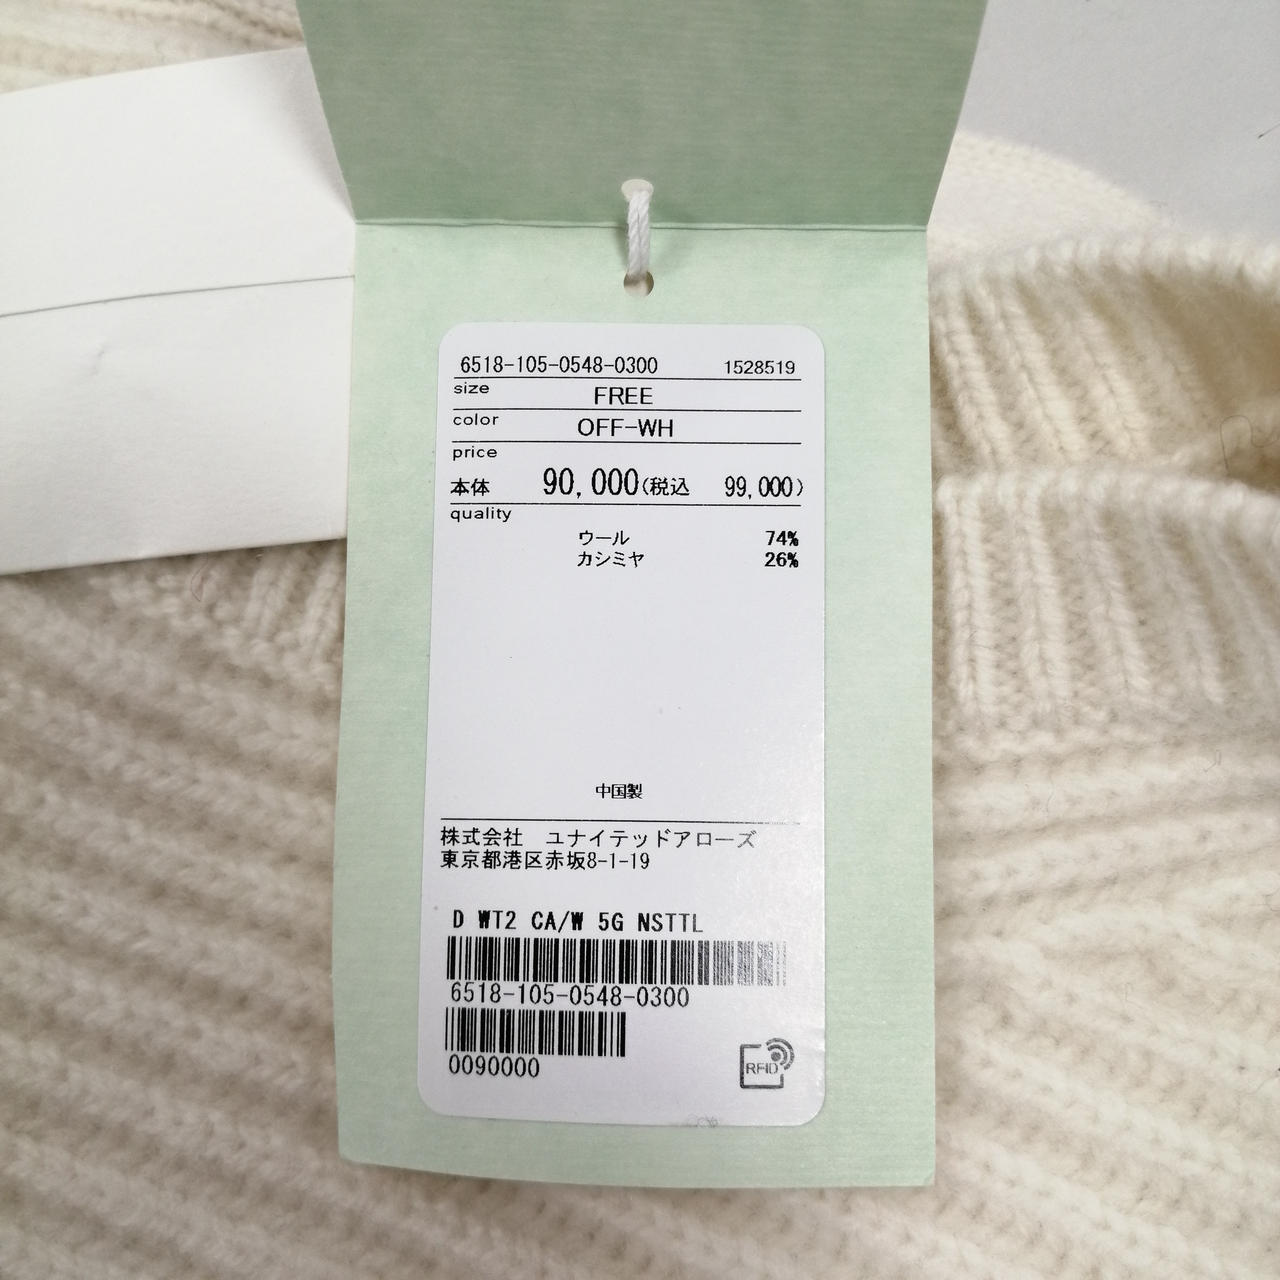 6518-105-0548-0300 1528519
size FREE
color OFF-WH
price
本体 90,000(税込 99,000)
quality
ウール 74%
カシミヤ 26%
中国製
株式会社 ユナイテッドアローズ
東京都港区赤坂8-1-19
D WT2 CA/W 5G NSTTL
6518-105-0548-0300
0090000
RFID